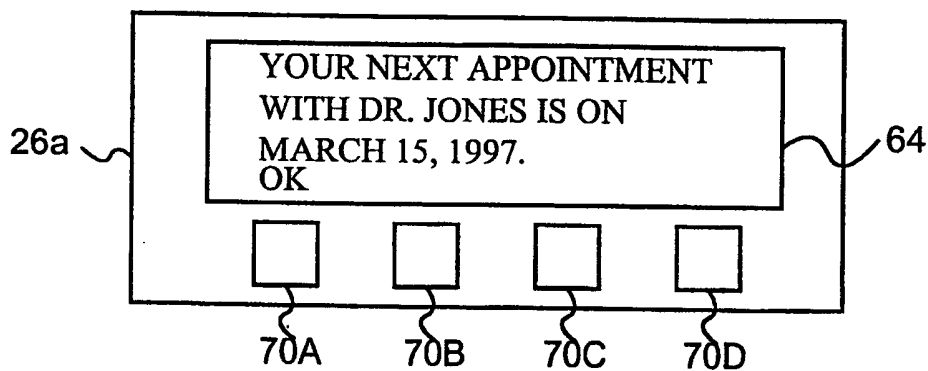 YOUR NEXT APPOINTMENT
WITH DR. JONES IS ON
MARCH 15, 1997.
OK
26a
64
70A 70B 70C 70D